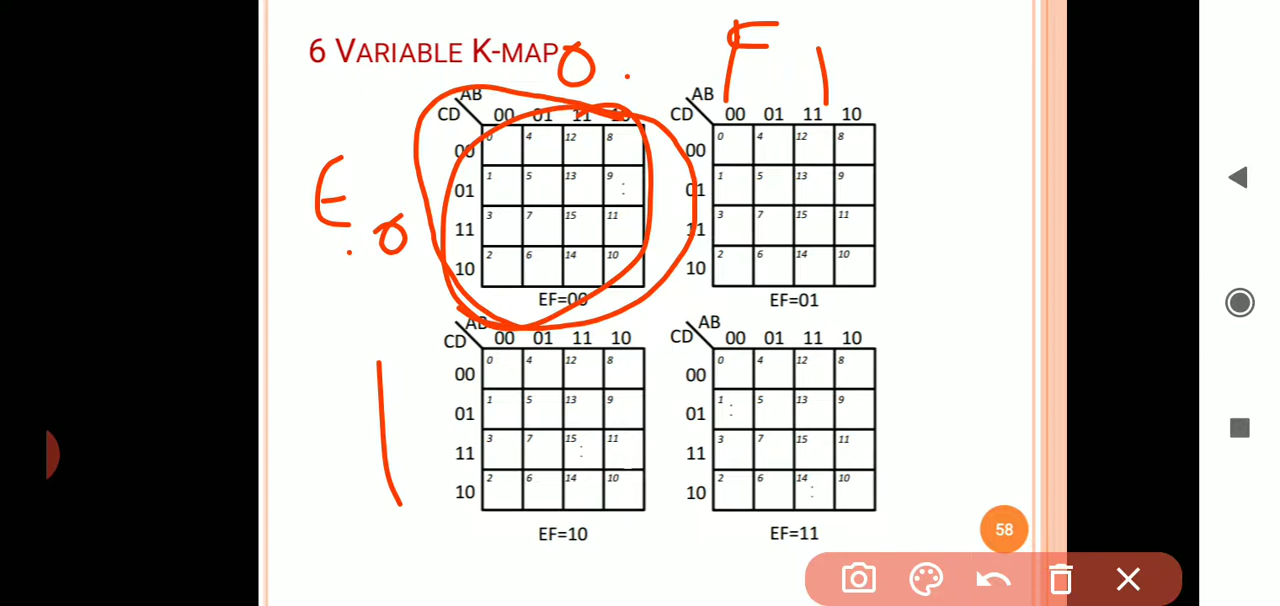 6 VARIABLE K-MAP
0
F
1
AB
CD 00 01 11 10
00 0 4 12 8
01 1 5 13 9
11 3 7 15 11
10 2 6 14 10
EF=00
AB
CD 00 01 11 10
00 0 4 12 8
01 1 5 13 9
11 3 7 15 11
10 2 6 14 10
EF=01
E
0
1
AB
CD 00 01 11 10
00 0 4 12 8
01 1 5 13 9
11 3 7 15 11
10 2 6 14 10
EF=10
AB
CD 00 01 11 10
00 0 4 12 8
01 1 5 13 9
11 3 7 15 11
10 2 6 14 10
EF=11
58